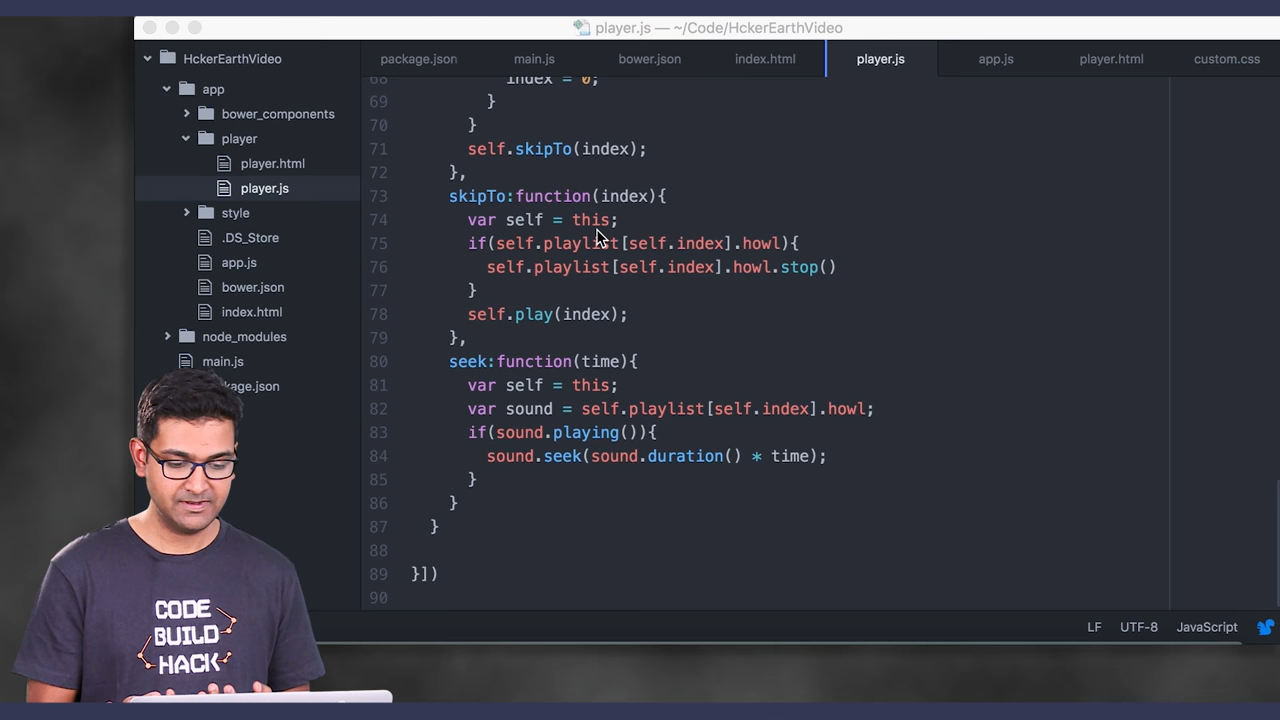 player.js — ~/Code/HckerEarthVideo
HckerEarthVideo
app
bower_components
player
player.html
player.js
style
.DS_Store
app.js
bower.json
index.html
node_modules
main.js
kage.json
package.json
main.js
bower.json
index.html
player.js
app.js
player.html
custom.css
68 index = 0;
69 }
70 }
71 self.skipTo(index);
72 },
73 skipTo:function(index){
74 var self = this;
75 if(self.playlist[self.index].howl){
76 self.playlist[self.index].howl.stop()
77 }
78 self.play(index);
79 },
80 seek:function(time){
81 var self = this;
82 var sound = self.playlist[self.index].howl;
83 if(sound.playing()){
84 sound.seek(sound.duration() * time);
85 }
86 }
87 }
88
89 }])
90
LF UTF-8 JavaScript
CODE
BUILD
HACK